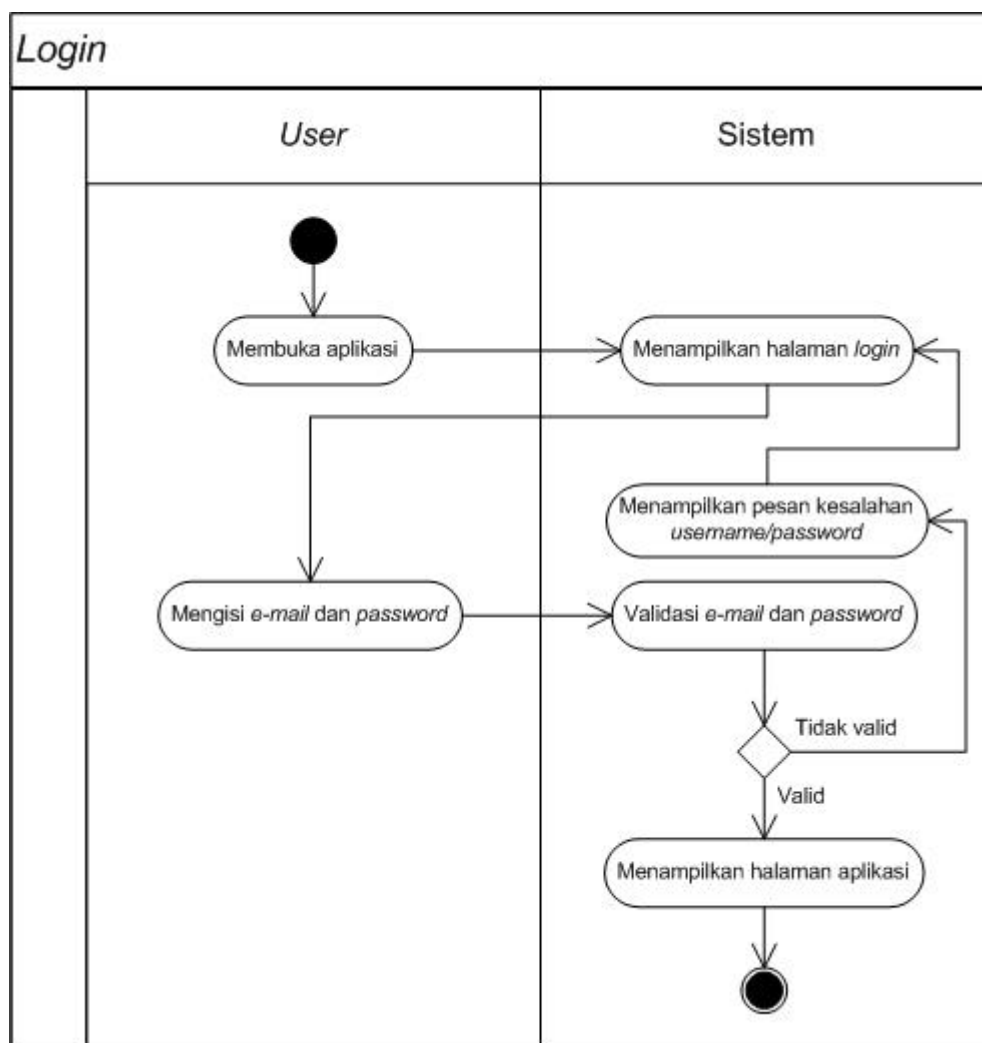 Login
User
Sistem
Membuka aplikasi
Menampilkan halaman login
Menampilkan pesan kesalahan
username/password
Mengisi e-mail dan password
Validasi e-mail dan password
Tidak valid
Valid
Menampilkan halaman aplikasi